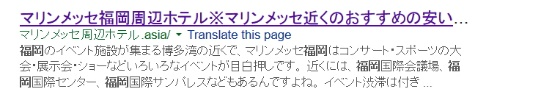 マリンメッセ福岡周辺ホテル※マリンメッセ近くのおすすめの安い...
マリンメッセ周辺ホテル.asia/ ▼ Translate this page
福岡のイベント施設が集まる博多湾の近くで、マリンメッセ福岡はコンサート・スポーツの大
会・展示会・ショーなどいろいろなイベントが目白押しです。 近くには、福岡国際会議場、福
岡国際センター、福岡国際サンパレスなどもあるんですよね。 イベント渋滞は付き ...